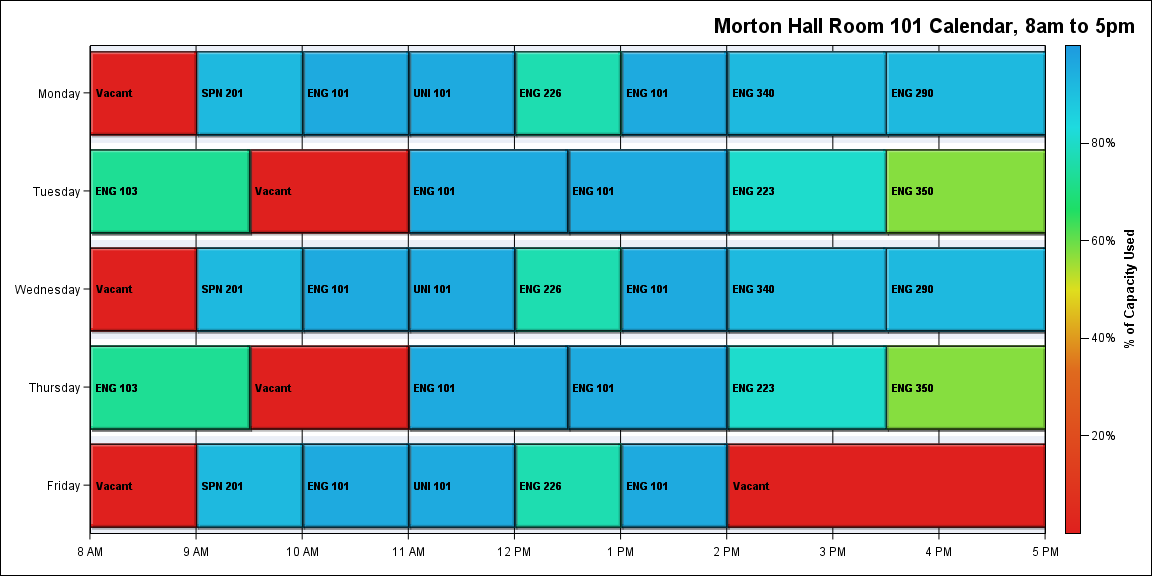 Morton Hall Room 101 Calendar, 8am to 5pm
Monday
Vacant
SPN 201
ENG 101
UNI 101
ENG 226
ENG 101
ENG 340
ENG 290
Tuesday
ENG 103
Vacant
ENG 101
ENG 101
ENG 223
ENG 350
Wednesday
Vacant
SPN 201
ENG 101
UNI 101
ENG 226
ENG 101
ENG 340
ENG 290
Thursday
ENG 103
Vacant
ENG 101
ENG 101
ENG 223
ENG 350
Friday
Vacant
SPN 201
ENG 101
UNI 101
ENG 226
ENG 101
Vacant
8 AM
9 AM
10 AM
11 AM
12 PM
1 PM
2 PM
3 PM
4 PM
5 PM
80%
60%
40%
20%
% of Capacity Used